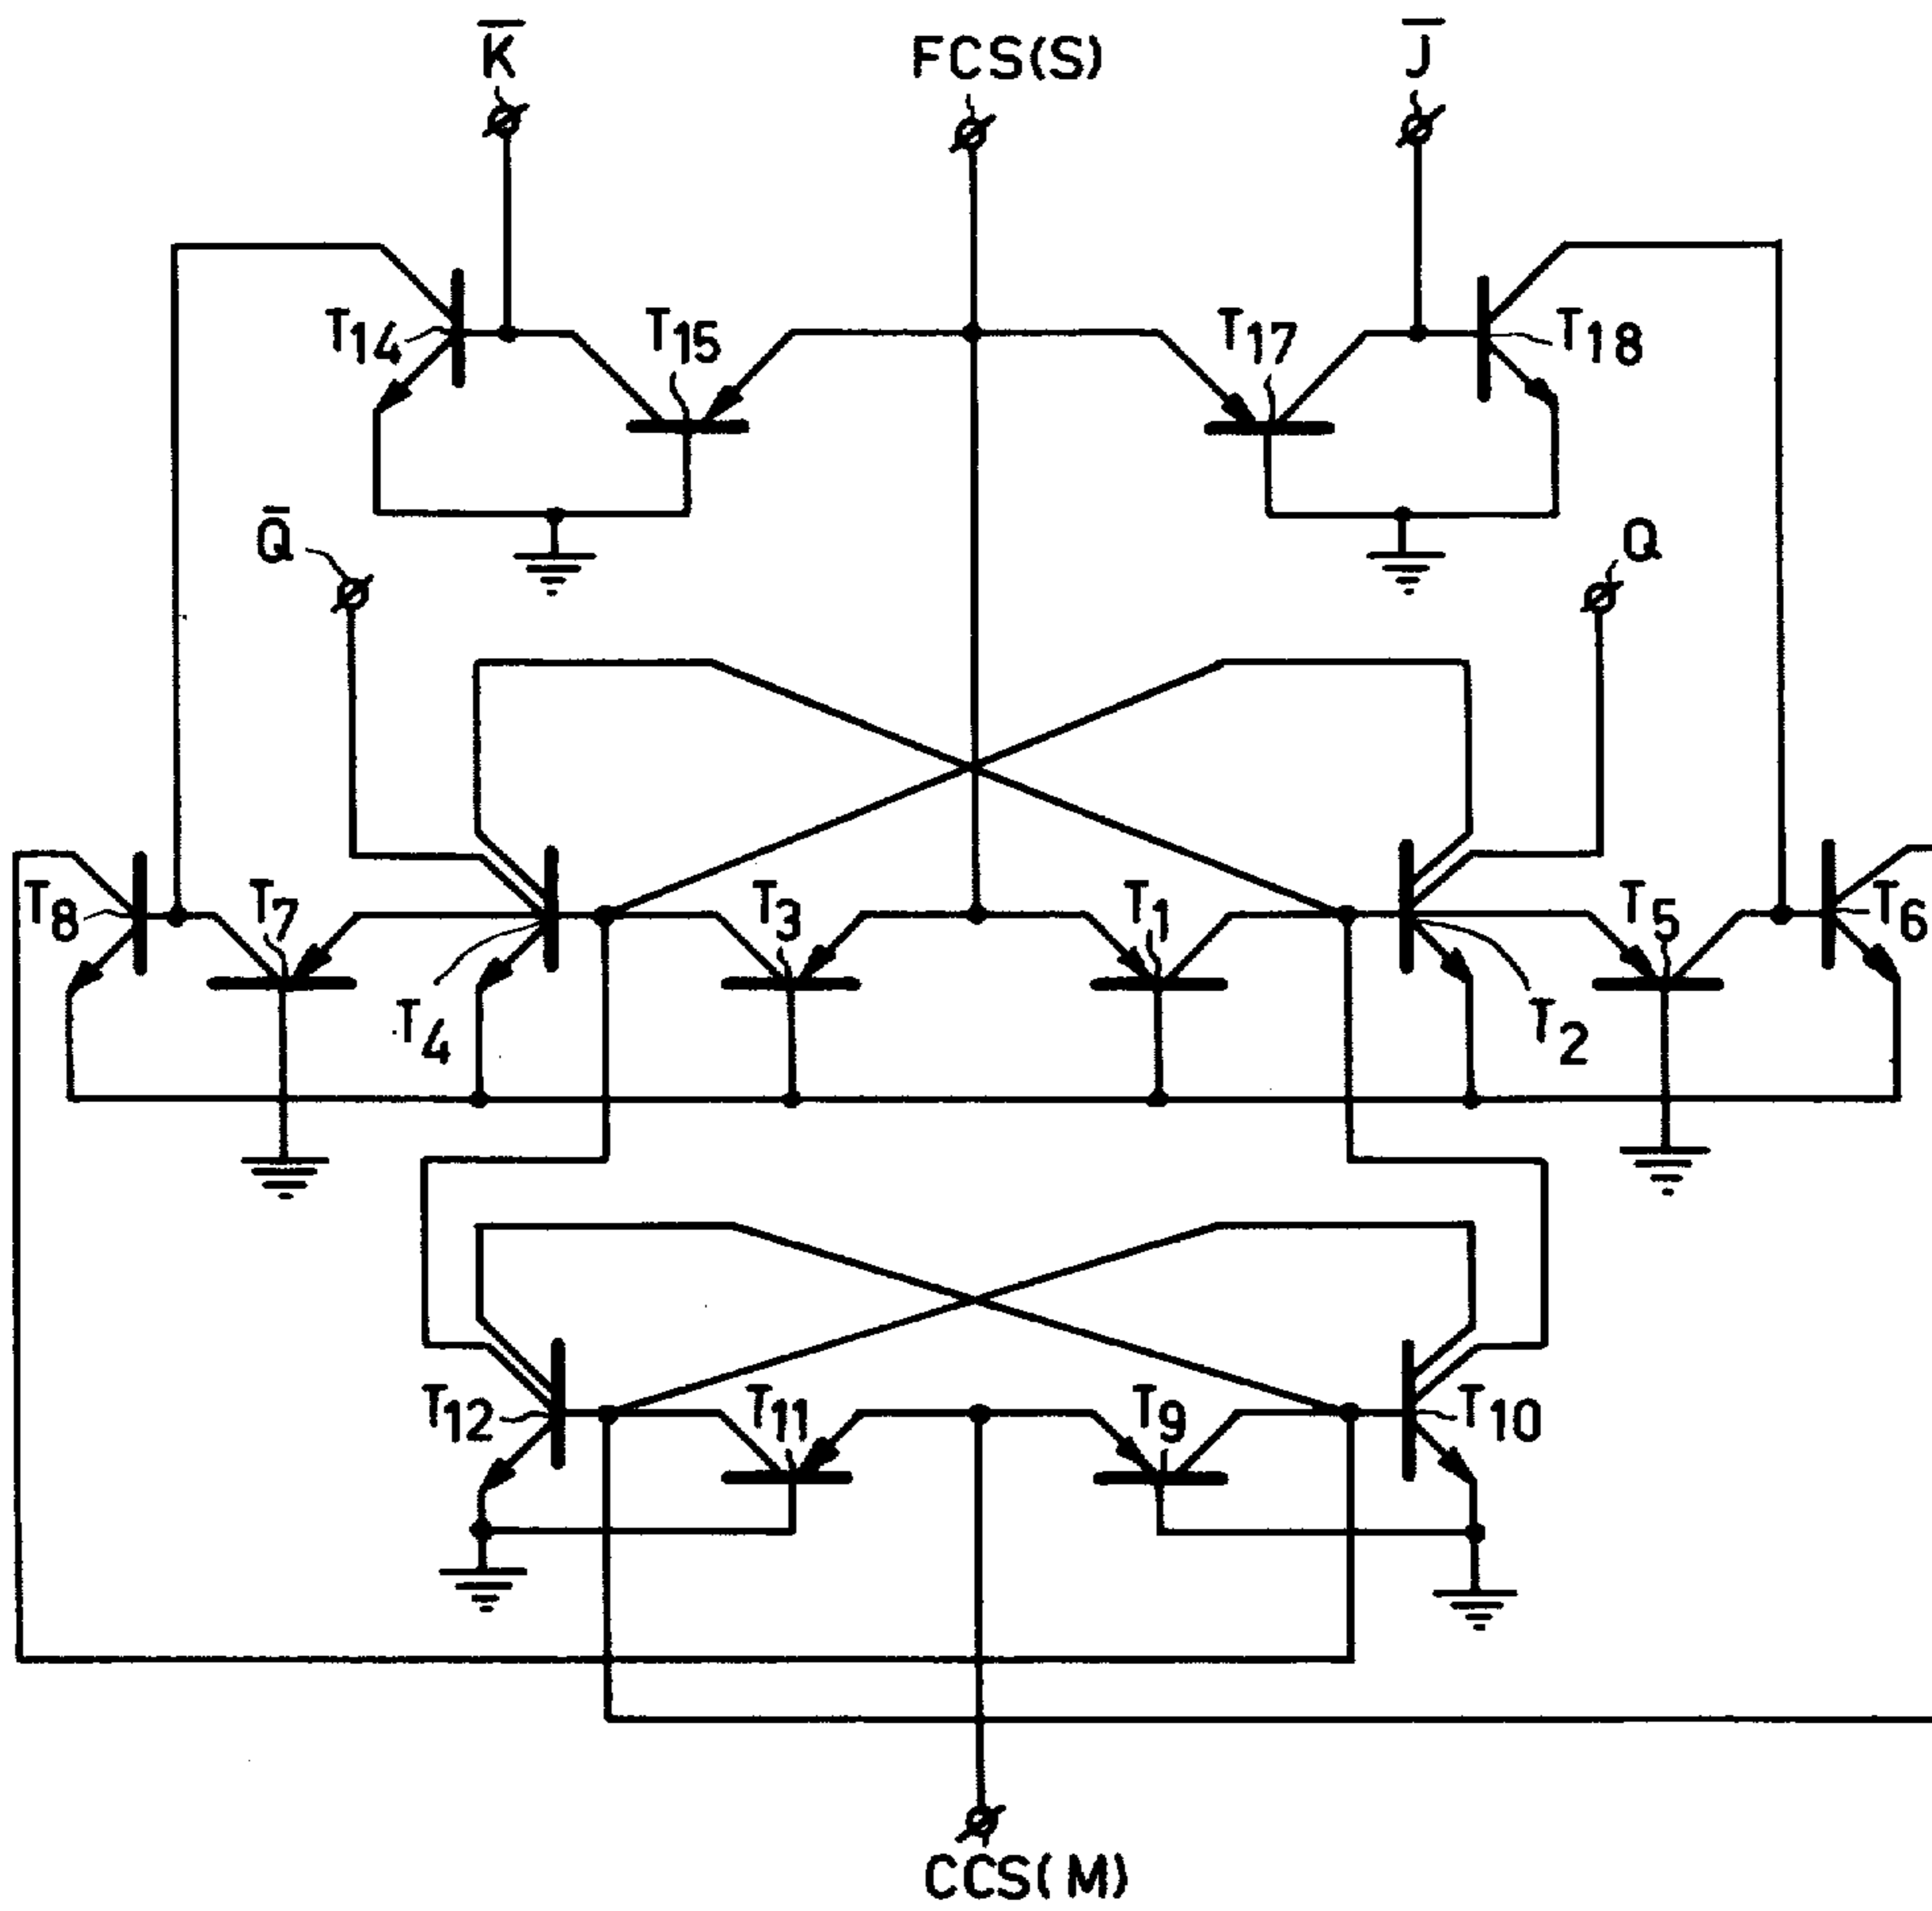 K̅
FCS(S)
J̅
T14
T15
T17
T18
Q̅
Q
T8
T7
T3
T1
T5
T6
T4
T2
T12
T11
T9
T10
CCS(M)